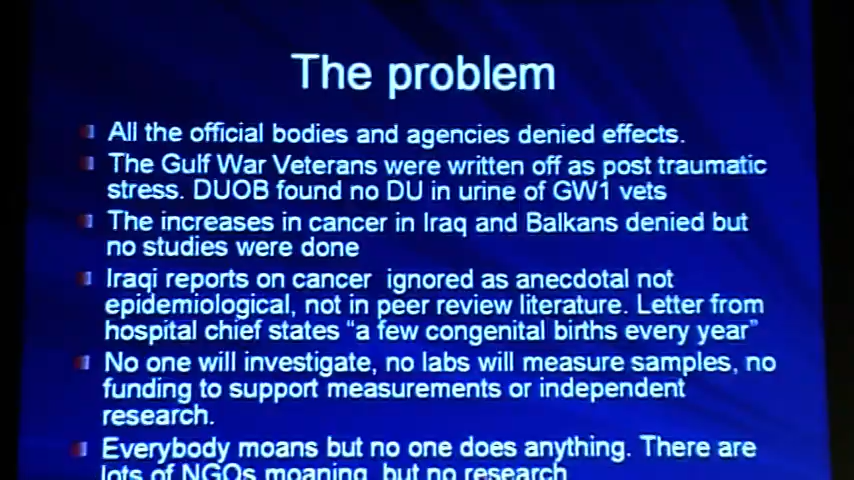 The problem
All the official bodies and agencies denied effects.
The Gulf War Veterans were written off as post traumatic
stress. DUOB found no DU in urine of GW1 vets
The increases in cancer in Iraq and Balkans denied but
no studies were done
Iraqi reports on cancer ignored as anecdotal not
epidemiological, not in peer review literature. Letter from
hospital chief states “a few congenital births every year”
No one will investigate, no labs will measure samples, no
funding to support measurements or independent
research.
Everybody moans but no one does anything. There are
lots of NGOs moaning but no research